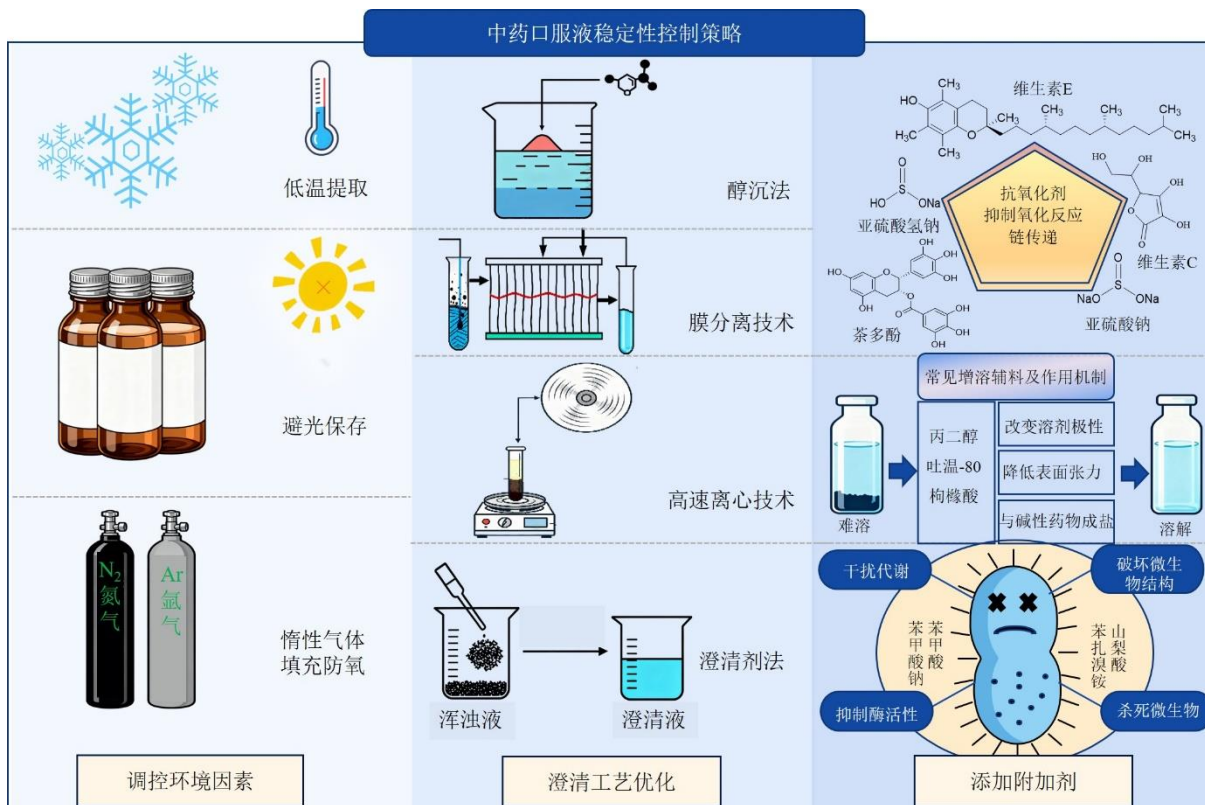 中药口服液稳定性控制策略
低温提取
避光保存
N2
氮气
Ar
氩气
惰性气体
填充防氧
调控环境因素
醇沉法
膜分离技术
高速离心技术
澄清剂法
浑浊液
澄清液
澄清工艺优化
维生素E
CH3
HO
CH3
CH3
CH3
CH3
H3C
O
CH3
CH3
抗氧化剂
抑制氧化反应
链传递
O
S
HO
ONa
亚硫酸氢钠
HO
OH
O
O
HO
OH
维生素C
O
S
NaO
ONa
亚硫酸钠
OH
OH
HO
O
OH
OH
O
O
OH
OH
OH
茶多酚
常见增溶辅料及作用机制
难溶
丙二醇
吐温-80
枸橼酸
改变溶剂极性
降低表面张力
与碱性药物成盐
溶解
干扰代谢
破坏微生
物结构
苯甲酸
苯甲酸钠
山梨酸
苯扎溴铵
抑制酶活性
杀死微生物
添加附加剂